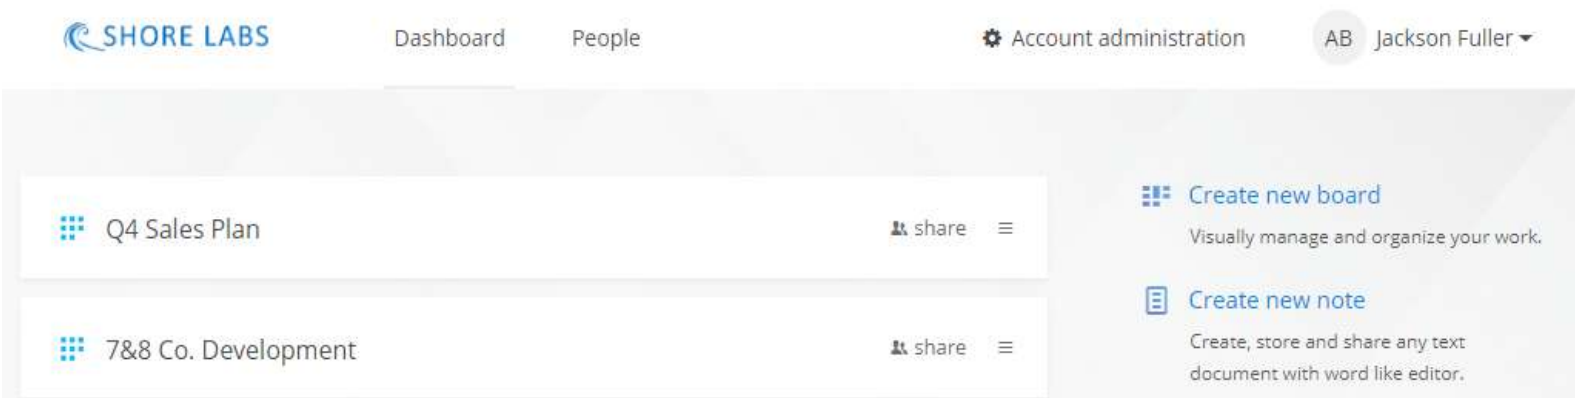 SHORE LABS Dashboard People Account administration AB Jackson Fuller
Q4 Sales Plan share
7&8 Co. Development share
Create new board
Visually manage and organize your work.
Create new note
Create, store and share any text
document with word like editor.